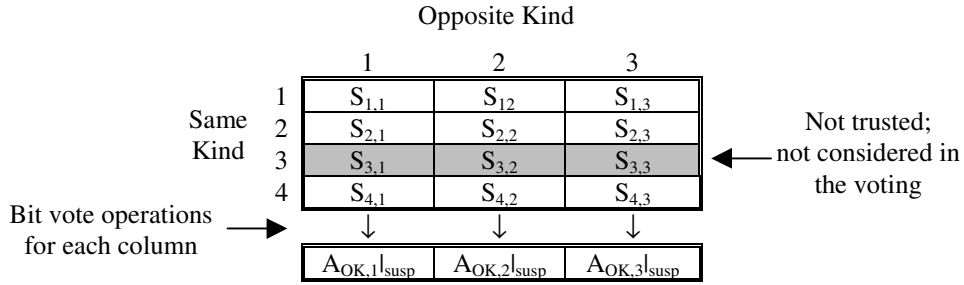 Opposite Kind
1 2 3
1 S1,1 S12 S1,3
Same Kind
2 S2,1 S2,2 S2,3
3 S3,1 S3,2 S3,3
Not trusted;
not considered in
the voting
4 S4,1 S4,2 S4,3
Bit vote operations
for each column
↓ ↓ ↓
AOK,1|susp AOK,2|susp AOK,3|susp